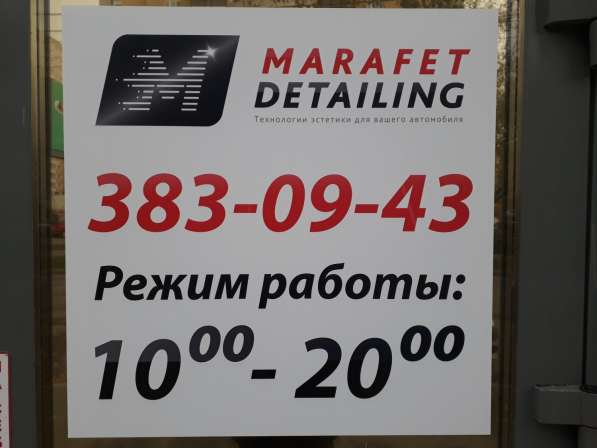 M
MARAFET
DETAILING
Технологии эстетики для вашего автомобиля
383-09-43
Режим работы:
10⁰⁰-20⁰⁰